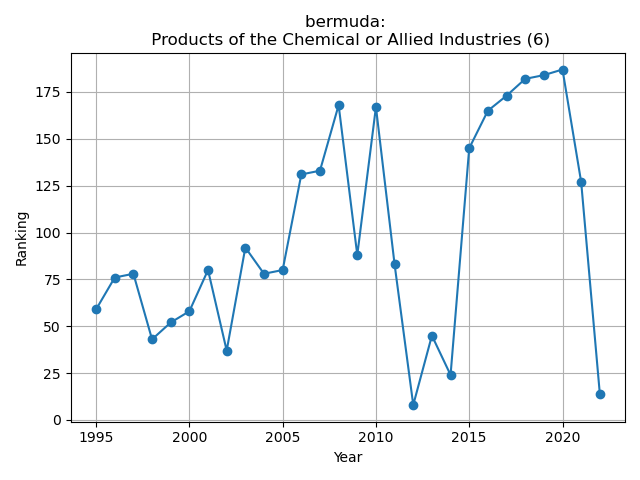 bermuda:
Products of the Chemical or Allied Industries (6)
175
150
125
100
75
50
25
0
Ranking
1995 2000 2005 2010 2015 2020
Year